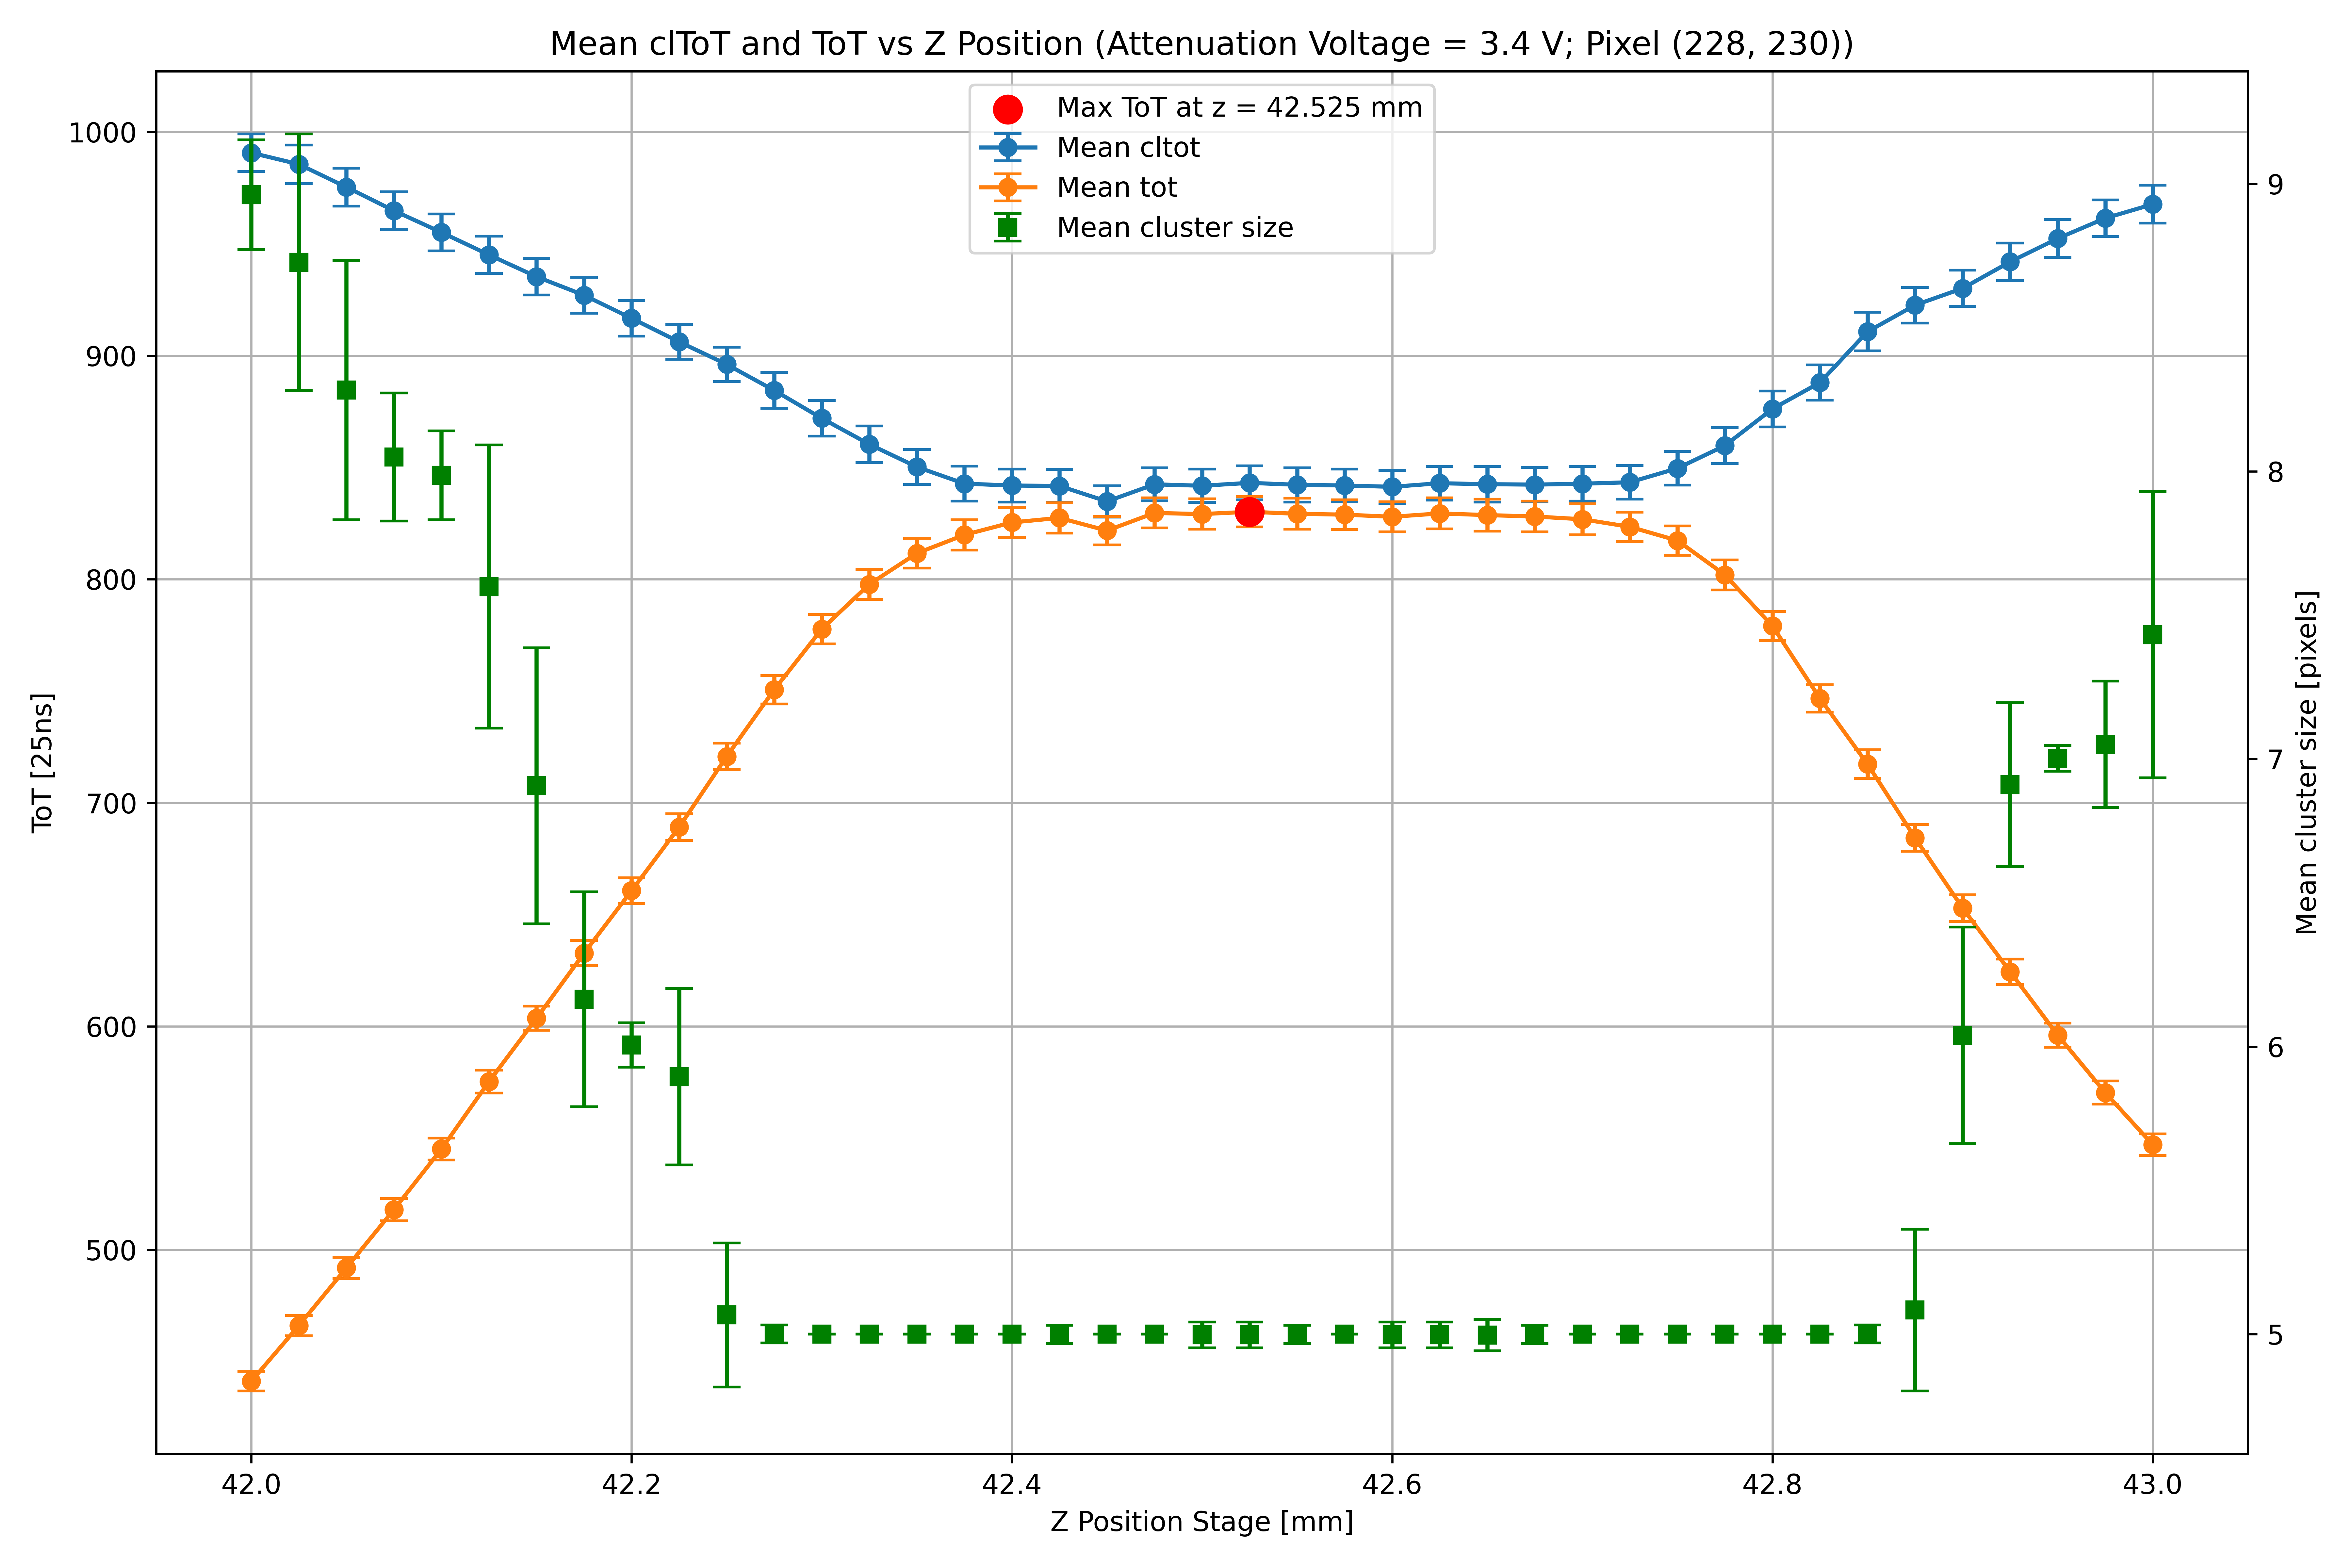 Mean clToT and ToT vs Z Position (Attenuation Voltage = 3.4 V; Pixel (228, 230))
Max ToT at z = 42.525 mm
Mean cltot
Mean tot
Mean cluster size
ToT [25ns]
1000
900
800
700
600
500
Mean cluster size [pixels]
9
8
7
6
5
42.0
42.2
42.4
42.6
42.8
43.0
Z Position Stage [mm]